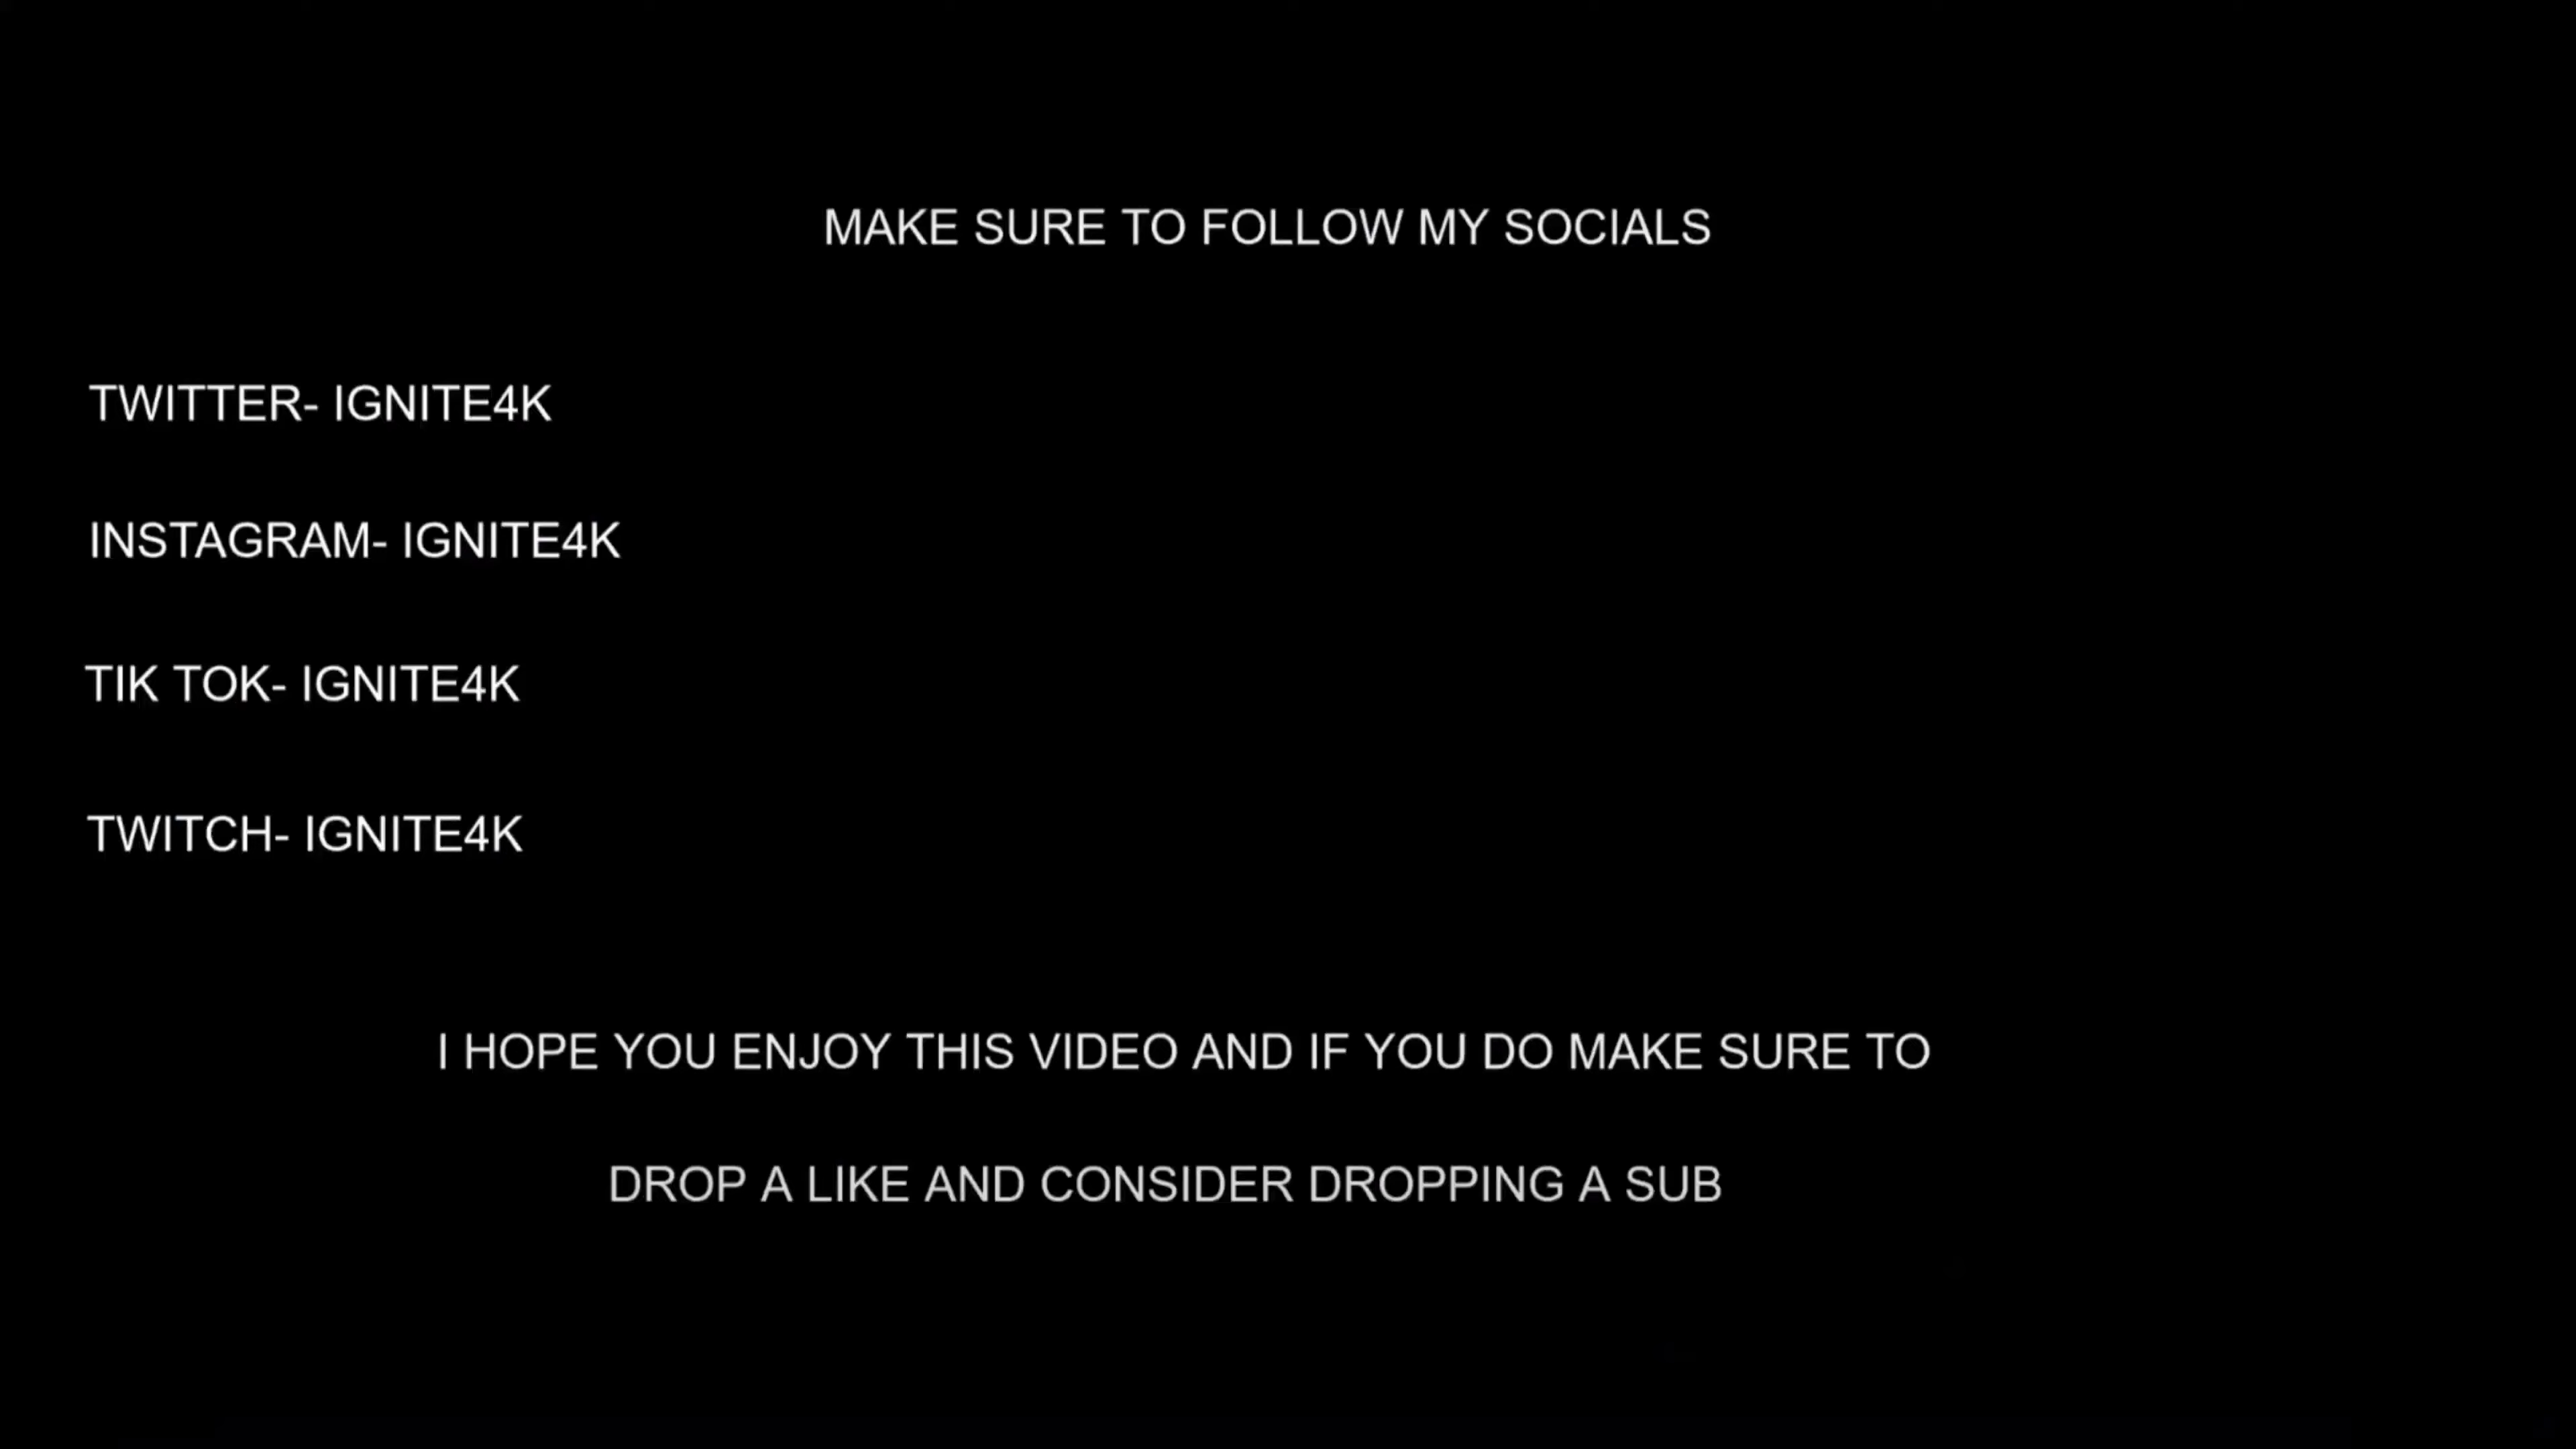 MAKE SURE TO FOLLOW MY SOCIALS
TWITTER- IGNITE4K
INSTAGRAM- IGNITE4K
TIK TOK- IGNITE4K
TWITCH- IGNITE4K
I HOPE YOU ENJOY THIS VIDEO AND IF YOU DO MAKE SURE TO
DROP A LIKE AND CONSIDER DROPPING A SUB